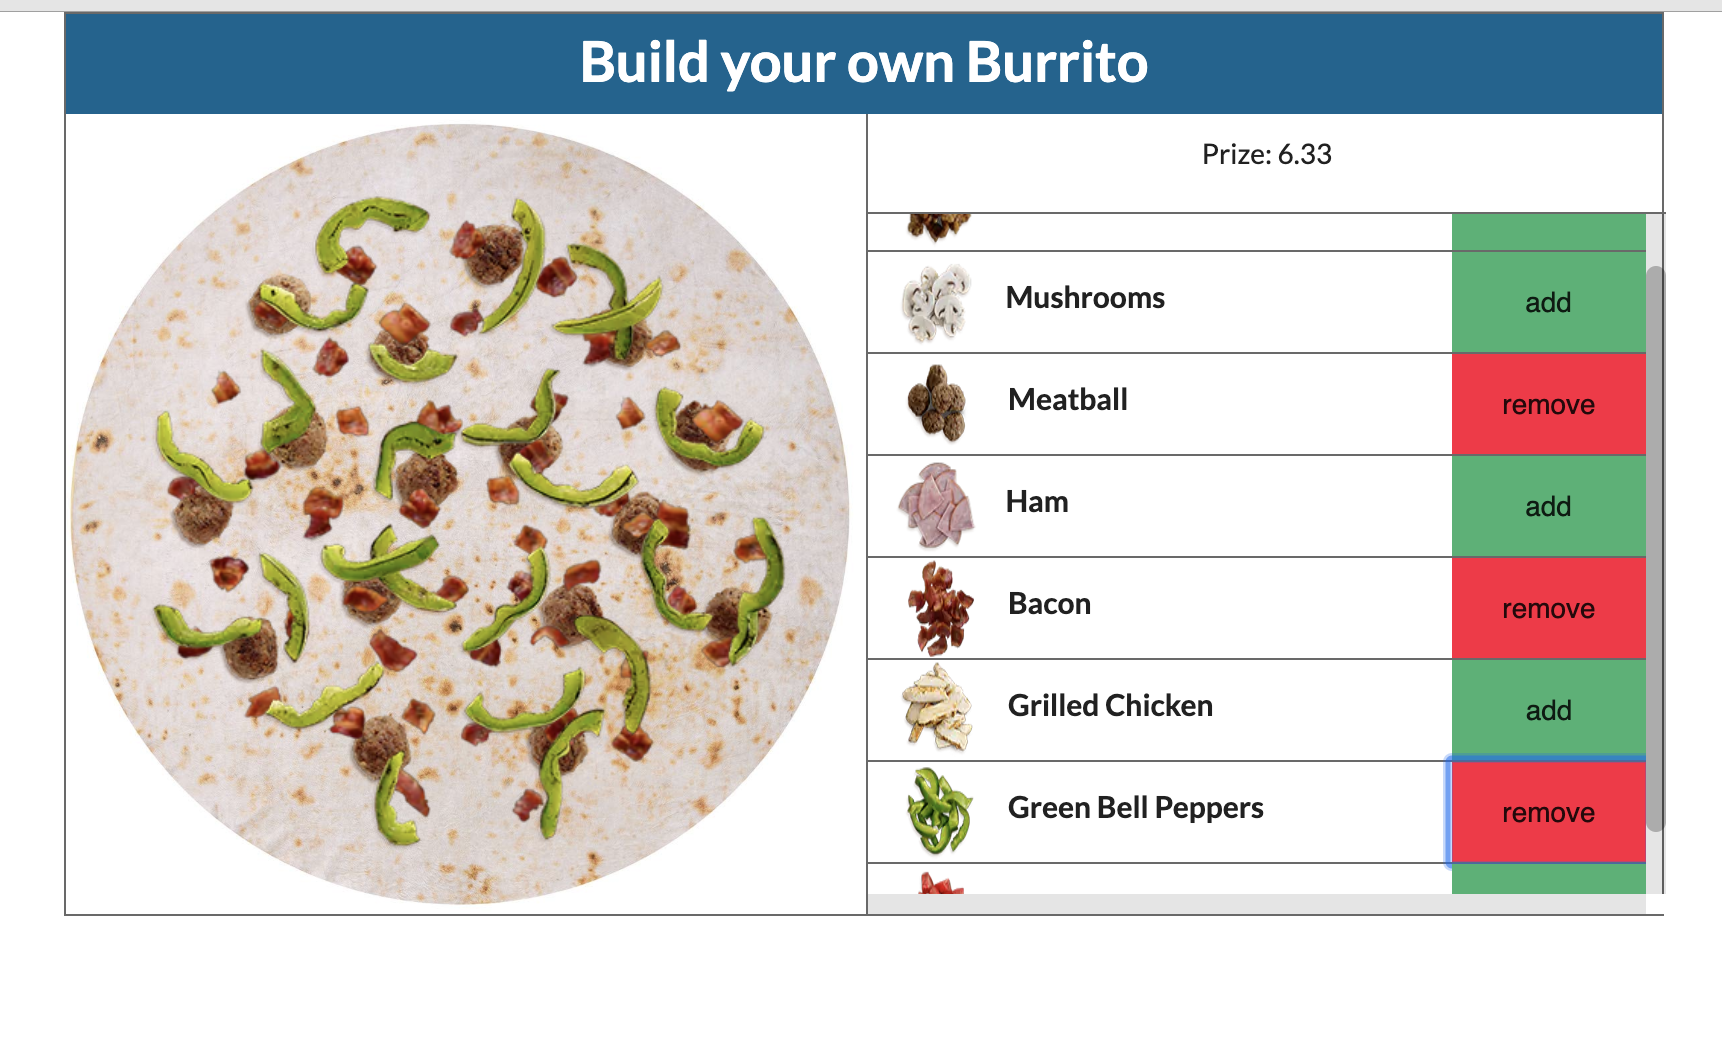 Build your own Burrito
Prize: 6.33
Mushrooms
add
Meatball
remove
Ham
add
Bacon
remove
Grilled Chicken
add
Green Bell Peppers
remove